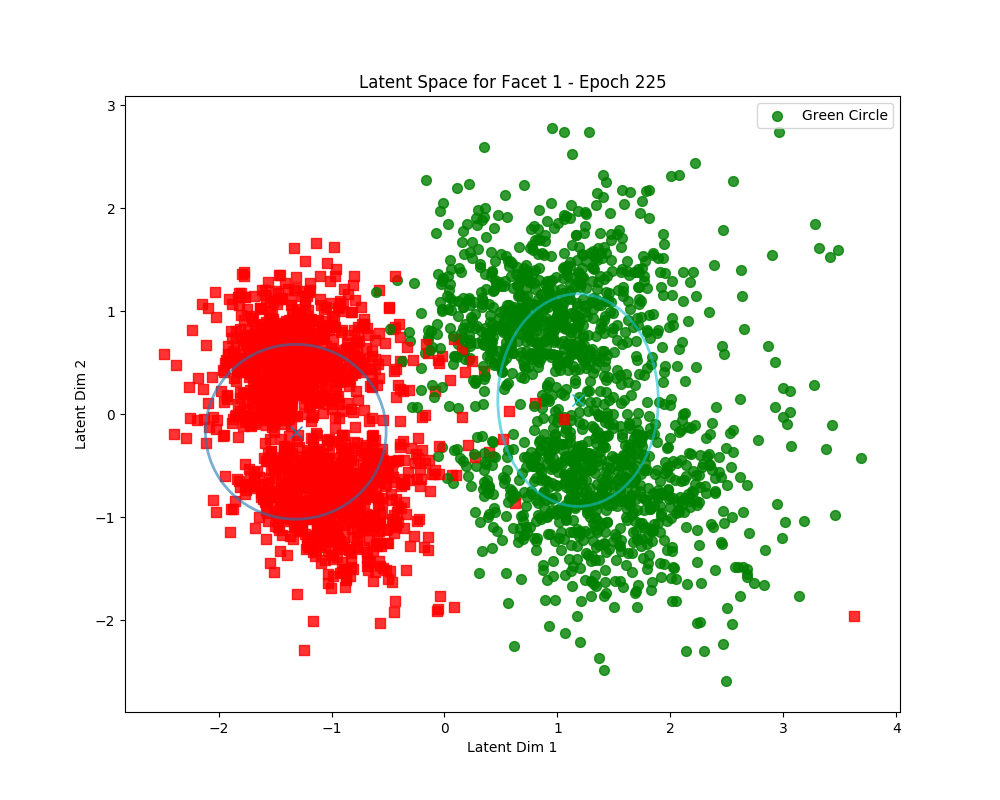 Latent Space for Facet 1 - Epoch 225
Green Circle
3
2
1
0
−1
−2
Latent Dim 2
−2 −1 0 1 2 3 4
Latent Dim 1